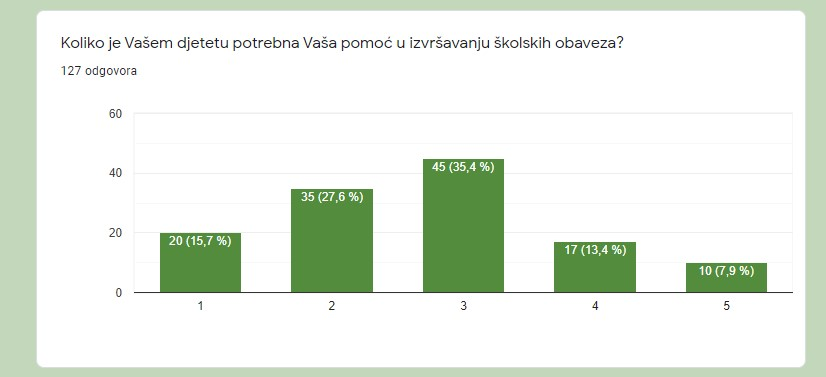 Koliko je Vašem djetetu potrebna Vaša pomoć u izvršavanju školskih obaveza?
127 odgovora
60
40
20
0
20 (15,7 %)
35 (27,6 %)
45 (35,4 %)
17 (13,4 %)
10 (7,9 %)
1
2
3
4
5